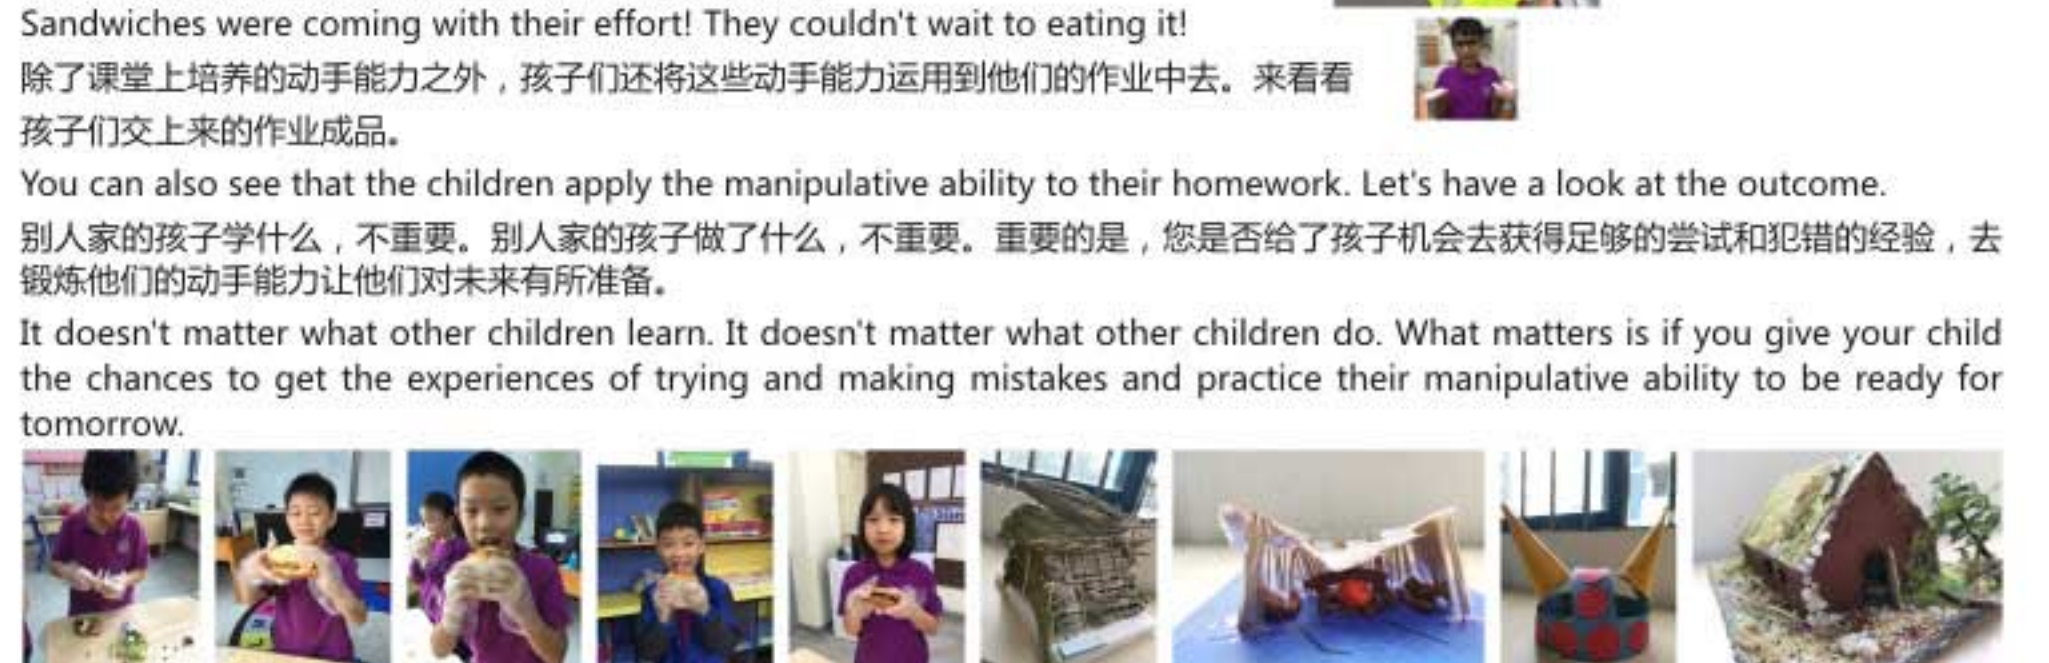 Sandwiches were coming with their effort! They couldn't wait to eating it!
除了课堂上培养的动手能力之外，孩子们还将这些动手能力运用到他们的作业中去。来看看
孩子们交上来的作业成品。
You can also see that the children apply the manipulative ability to their homework. Let's have a look at the outcome.
别人家的孩子学什么，不重要。别人家的孩子做了什么，不重要。重要的是，您是否给了孩子机会去获得足够的尝试和犯错的经验，去
锻炼他们的动手能力让他们对未来有所准备。
It doesn't matter what other children learn. It doesn't matter what other children do. What matters is if you give your child
the chances to get the experiences of trying and making mistakes and practice their manipulative ability to be ready for
tomorrow.